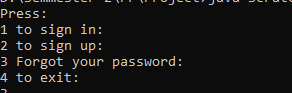 Press:
1 to sign in:
2 to sign up:
3 Forgot your password:
4 to exit: